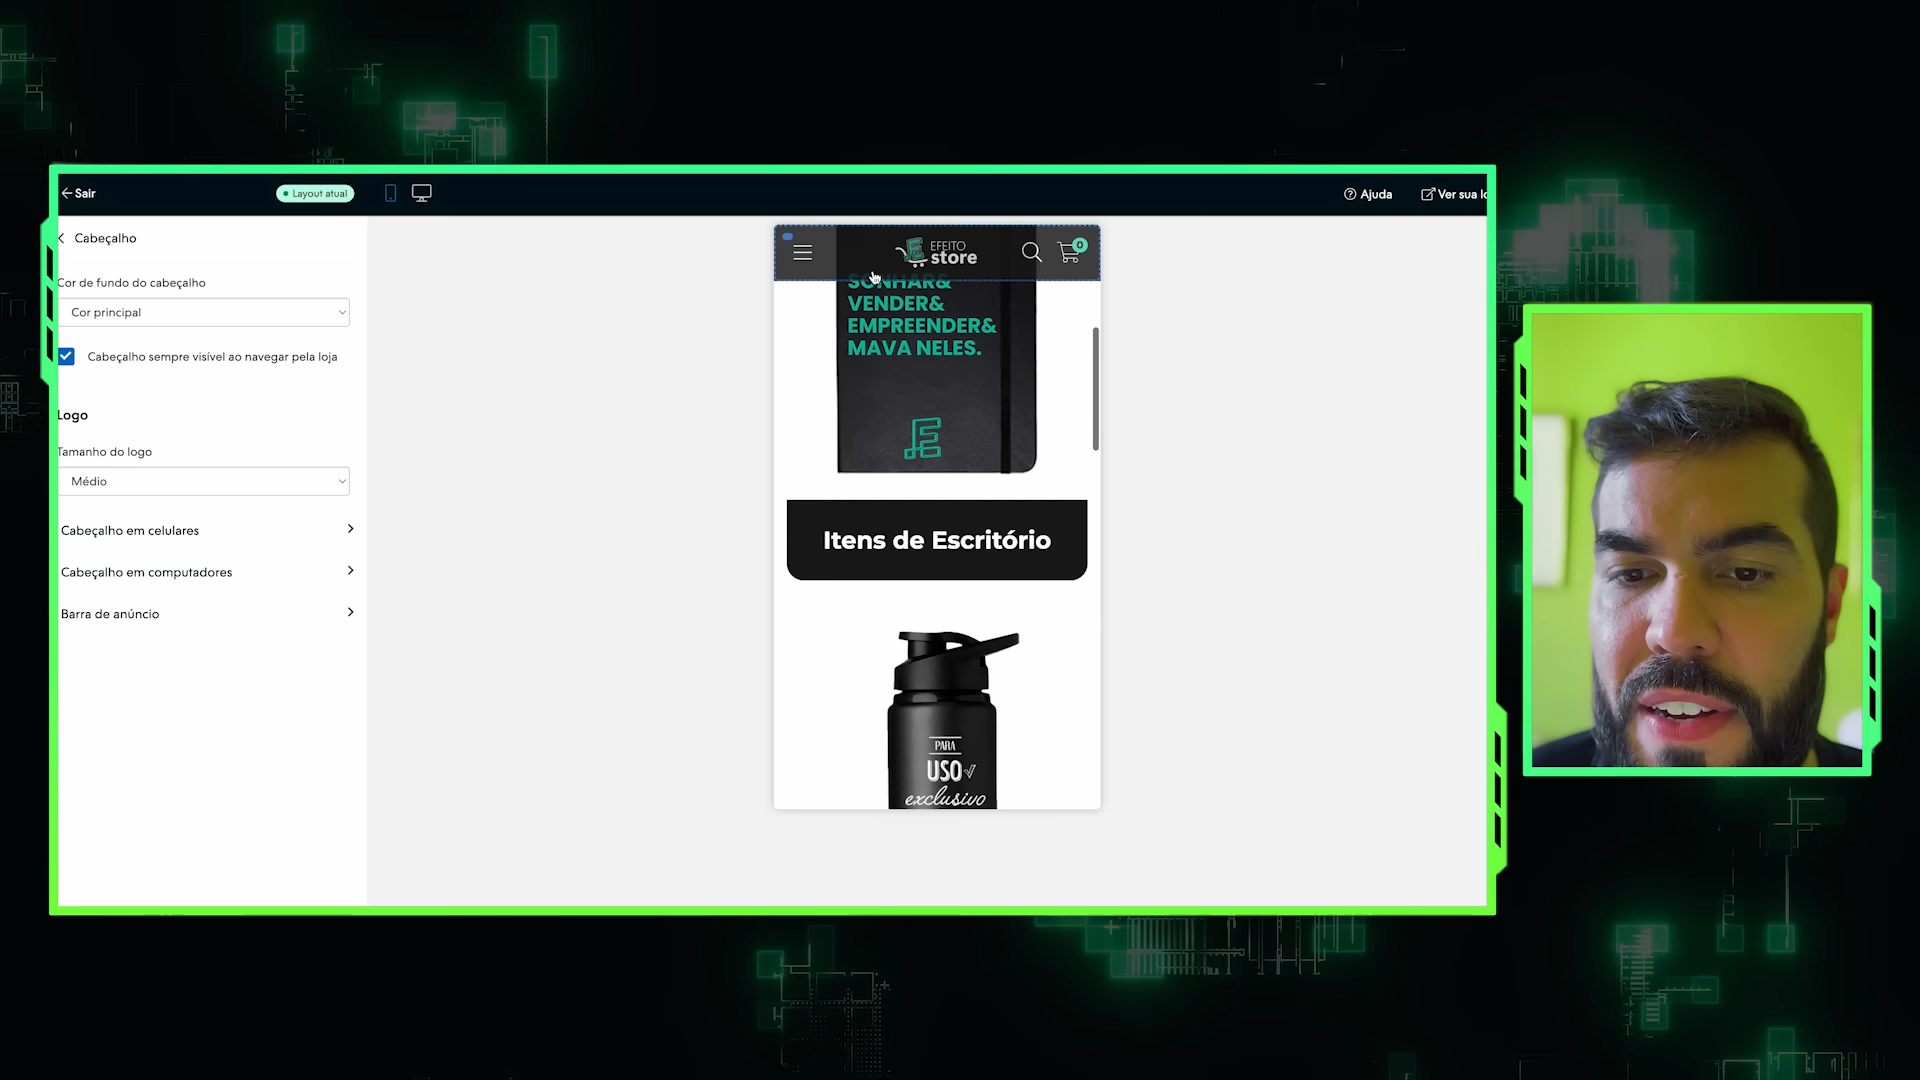 Sair
Layout atual
Ajuda
Ver sua lo
Cabeçalho
Cor de fundo do cabeçalho
Cor principal
Cabeçalho sempre visível ao navegar pela loja
Logo
Tamanho do logo
Médio
Cabeçalho em celulares
Cabeçalho em computadores
Barra de anúncio
EFEITO
store
0
SONHAR&
VENDER&
EMPREENDER&
MAVA NELES.
Itens de Escritório
PARA
USO
exclusivo